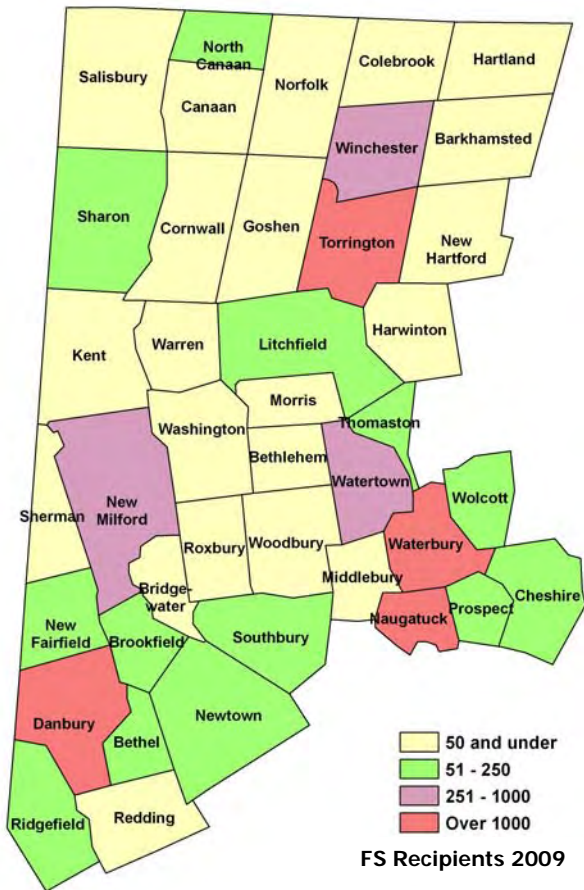 North
Canaan
Colebrook
Hartland
Salisbury
Norfolk
Canaan
Winchester
Barkhamsted
Sharon
Cornwall
Goshen
Torrington
New
Hartford
Kent
Warren
Litchfield
Harwinton
Morris
Washington
Thomaston
Bethlehem
Watertown
Wolcott
Sherman
New
Milford
Roxbury
Woodbury
Waterbury
Middlebury
Bridge-
water
Cheshire
Naugatuck
Prospect
New
Fairfield
Brookfield
Southbury
Danbury
Newtown
Bethel
Ridgefield
Redding
50 and under
51 - 250
251 - 1000
Over 1000
FS Recipients 2009